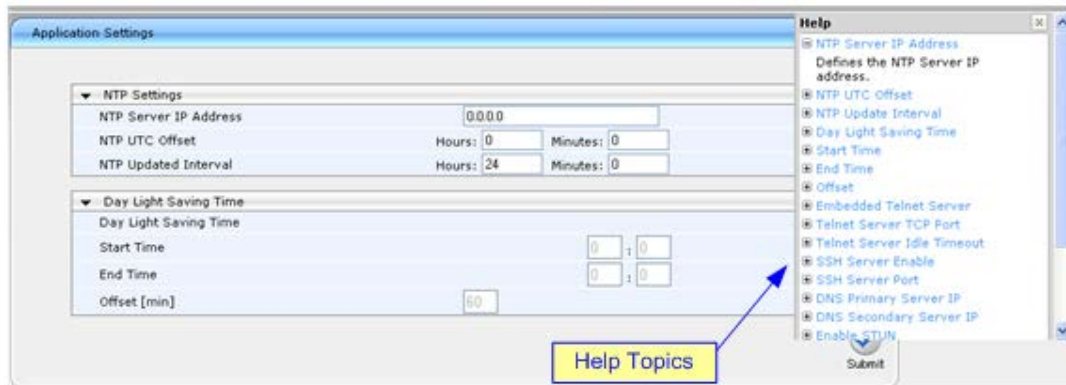 Application Settings
NTP Settings
NTP Server IP Address 0.0.0.0
NTP UTC Offset Hours: 0 Minutes: 0
NTP Updated Interval Hours: 24 Minutes: 0
Day Light Saving Time
Day Light Saving Time
Start Time 0 : 0
End Time 0 : 0
Offset [min] 60
Submit
Help
NTP Server IP Address
Defines the NTP Server IP
address.
NTP UTC Offset
NTP Update Interval
Day Light Saving Time
Start Time
End Time
Offset
Embedded Telnet Server
Telnet Server TCP Port
Telnet Server Idle Timeout
SSH Server Enable
SSH Server Port
DNS Primary Server IP
DNS Secondary Server IP
Enable STUN
Help Topics